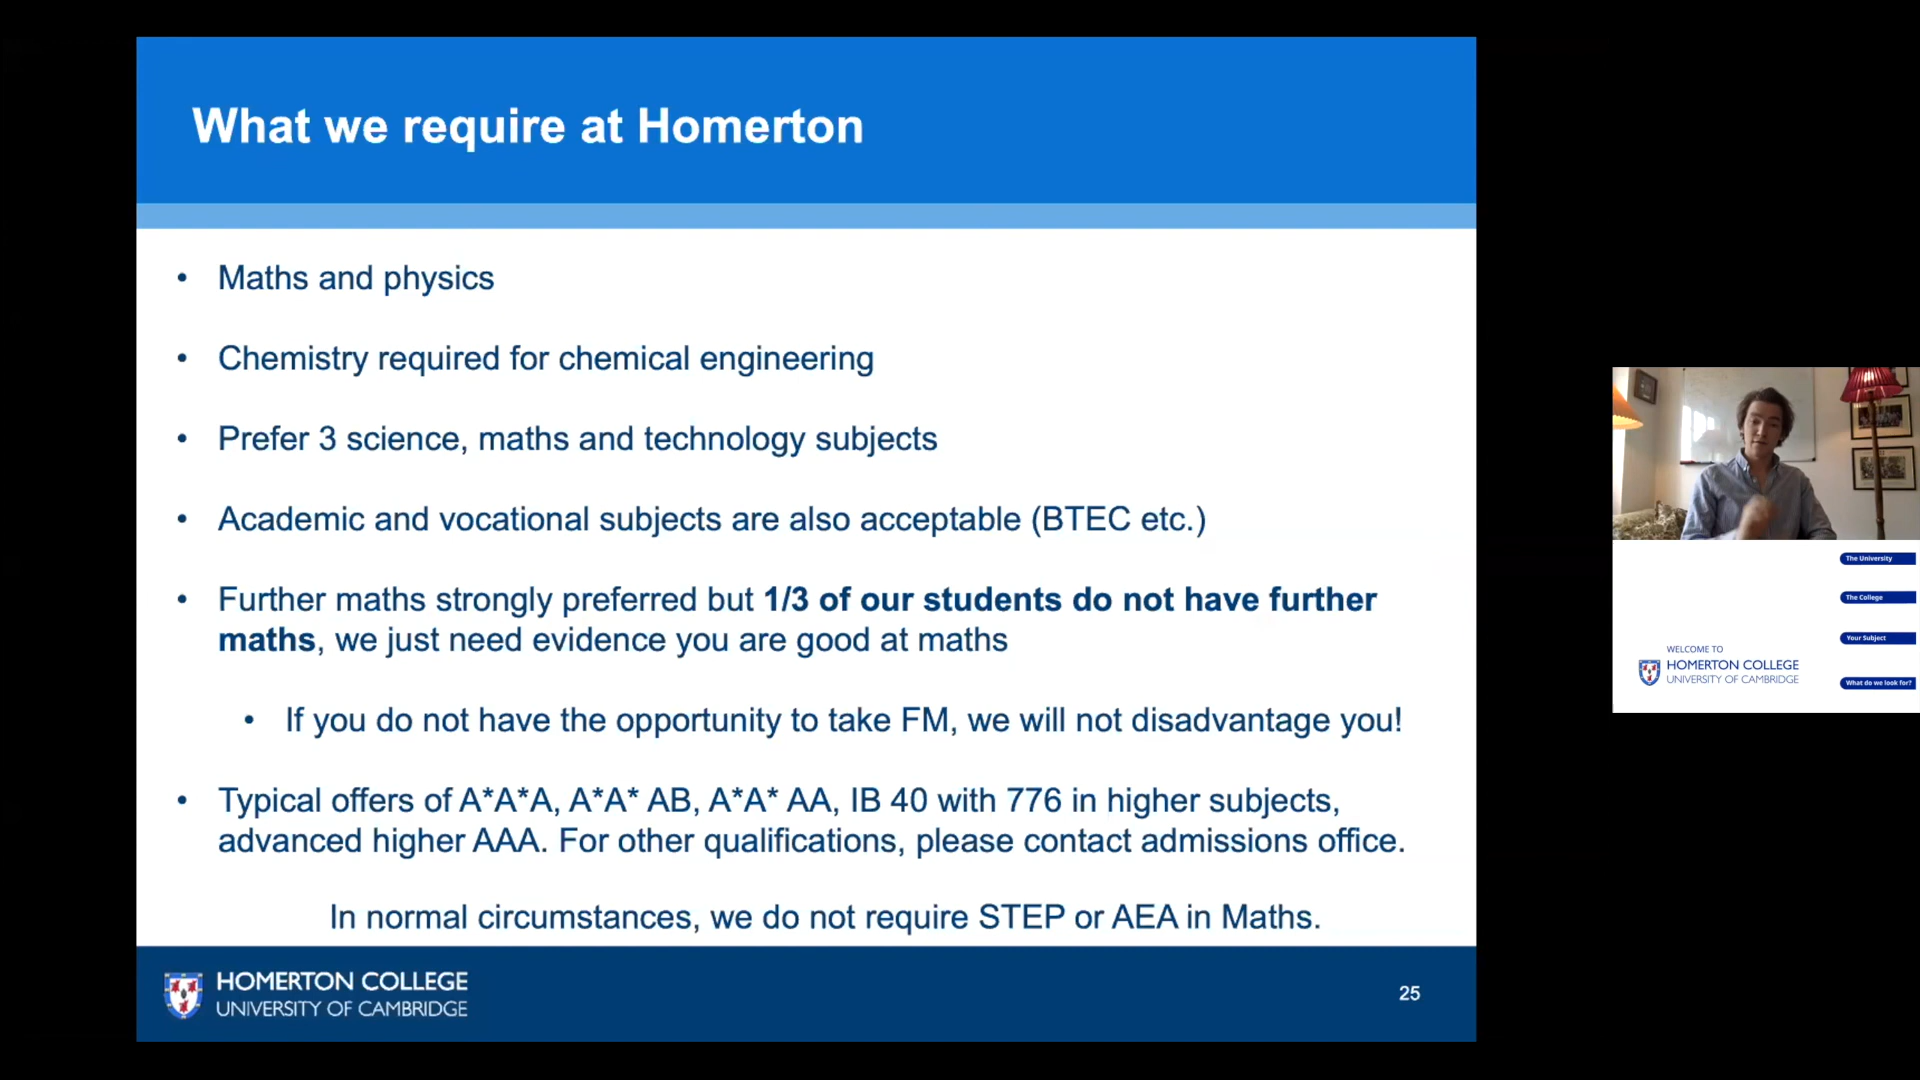 What we require at Homerton
• Maths and physics
• Chemistry required for chemical engineering
• Prefer 3 science, maths and technology subjects
• Academic and vocational subjects are also acceptable (BTEC etc.)
• Further maths strongly preferred but 1/3 of our students do not have further
maths, we just need evidence you are good at maths
• If you do not have the opportunity to take FM, we will not disadvantage you!
• Typical offers of A*A*A, A*A* AB, A*A* AA, IB 40 with 776 in higher subjects,
advanced higher AAA. For other qualifications, please contact admissions office.
In normal circumstances, we do not require STEP or AEA in Maths.
HOMERTON COLLEGE
UNIVERSITY OF CAMBRIDGE
25
The University
The College
Your Subject
What do we look for?
WELCOME TO
HOMERTON COLLEGE
UNIVERSITY OF CAMBRIDGE